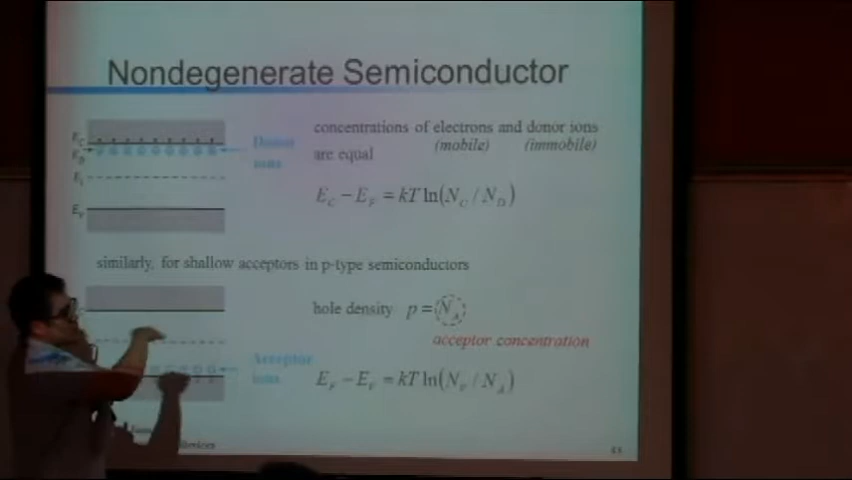 Nondegenerate Semiconductor
E_C
E_D
E_i
E_V
Donor
ions
concentrations of electrons and donor ions
(mobile) (immobile)
are equal
E_C − E_F = kT ln(N_C / N_D)
similarly, for shallow acceptors in p-type semiconductors
hole density p = N_A
acceptor concentration
Acceptor
ions
E_F − E_V = kT ln(N_V / N_A)